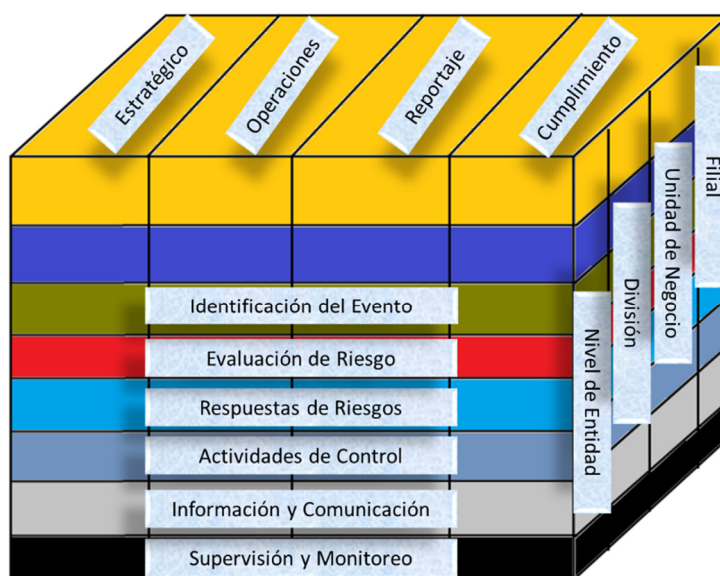 Estratégico
Operaciones
Reportaje
Cumplimiento
Identificación del Evento
Evaluación de Riesgo
Respuestas de Riesgos
Actividades de Control
Información y Comunicación
Supervisión y Monitoreo
Nivel de Entidad
División
Unidad de Negocio
Filial